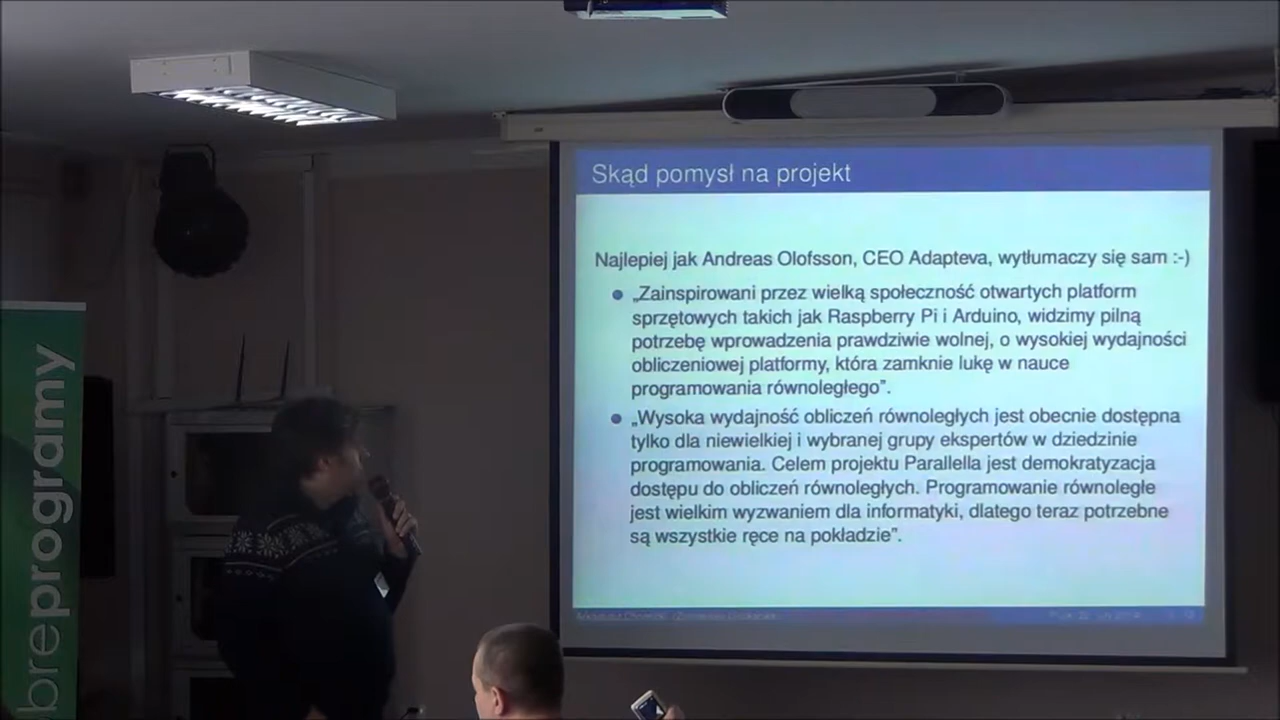 Skąd pomysł na projekt
Najlepiej jak Andreas Olofsson, CEO Adapteva, wytłumaczy się sam :-)
„Zainspirowani przez wielką społeczność otwartych platform
sprzętowych takich jak Raspberry Pi i Arduino, widzimy pilną
potrzebę wprowadzenia prawdziwie wolnej, o wysokiej wydajności
obliczeniowej platformy, która zamknie lukę w nauce
programowania równoległego”.
„Wysoka wydajność obliczeń równoległych jest obecnie dostępna
tylko dla niewielkiej i wybranej grupy ekspertów w dziedzinie
programowania. Celem projektu Parallella jest demokratyzacja
dostępu do obliczeń równoległych. Programowanie równoległe
jest wielkim wyzwaniem dla informatyki, dlatego teraz potrzebne
są wszystkie ręce na pokładzie”.
obreprogramy